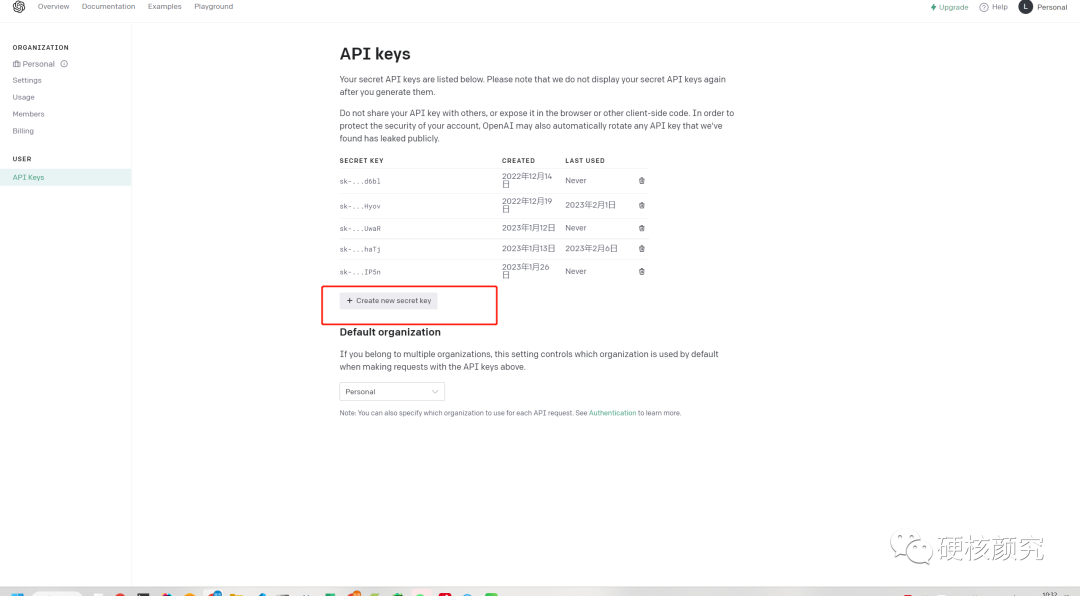 Overview Documentation Examples Playground Upgrade Help L Personal
ORGANIZATION
Personal
Settings
Usage
Members
Billing
USER
API Keys
API keys
Your secret API keys are listed below. Please note that we do not display your secret API keys again
after you generate them.
Do not share your API key with others, or expose it in the browser or other client-side code. In order to
protect the security of your account, OpenAI may also automatically rotate any API key that we've
found has leaked publicly.
SECRET KEY CREATED LAST USED
sk-...d6bl 2022年12月14日 Never
sk-...Hyov 2022年12月19日 2023年2月1日
sk-...UwaR 2023年1月12日 Never
sk-...haTj 2023年1月13日 2023年2月6日
sk-...IP5n 2023年1月26日 Never
+ Create new secret key
Default organization
If you belong to multiple organizations, this setting controls which organization is used by default
when making requests with the API keys above.
Personal
Note: You can also specify which organization to use for each API request. See Authentication to learn more.
硬核颜究
10:32